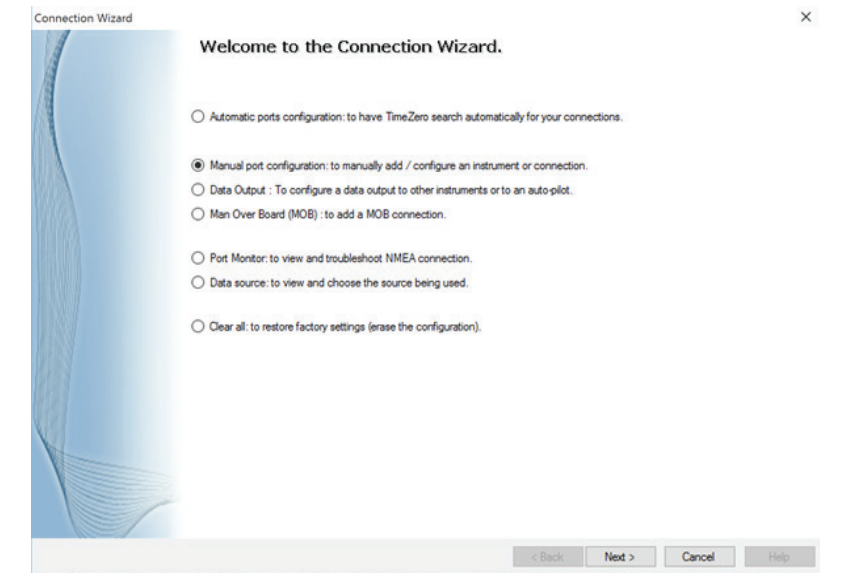 Connection Wizard
Welcome to the Connection Wizard.
Automatic ports configuration: to have TimeZero search automatically for your connections.
Manual port configuration: to manually add / configure an instrument or connection.
Data Output : To configure a data output to other instruments or to an auto-pilot.
Man Over Board (MOB) : to add a MOB connection.
Port Monitor: to view and troubleshoot NMEA connection.
Data source: to view and choose the source being used.
Clear all: to restore factory settings (erase the configuration).
< Back Next > Cancel Help